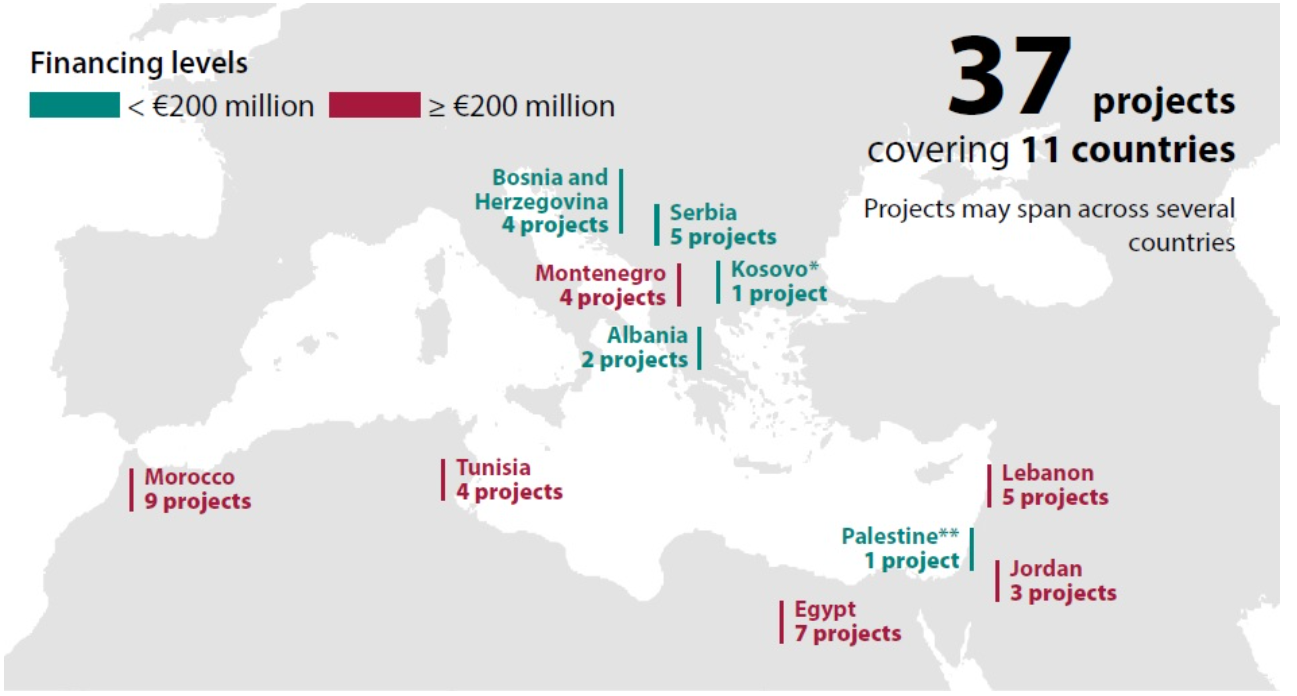 Financing levels
< €200 million
≥ €200 million
37 projects
covering 11 countries
Projects may span across several
countries
Bosnia and
Herzegovina
4 projects
Serbia
5 projects
Montenegro
4 projects
Kosovo*
1 project
Albania
2 projects
Morocco
9 projects
Tunisia
4 projects
Lebanon
5 projects
Palestine**
1 project
Jordan
3 projects
Egypt
7 projects